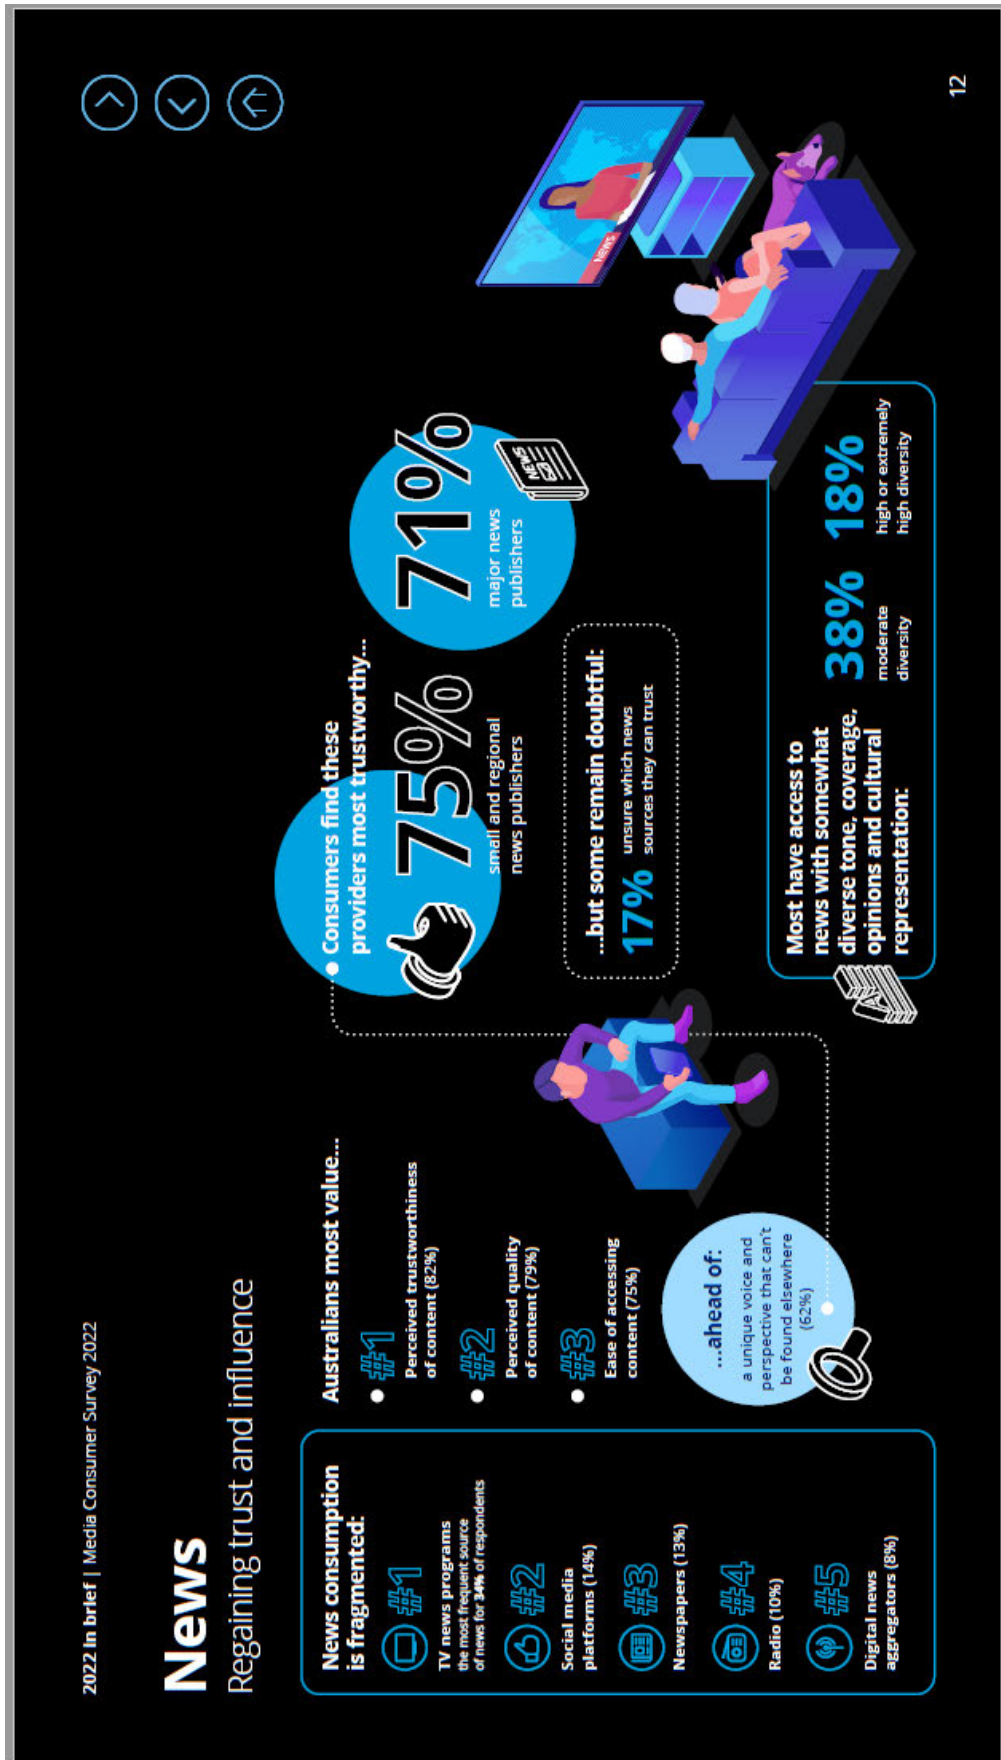 2022 In brief | Media Consumer Survey 2022
News
Regaining trust and influence
News consumption
is fragmented:
#1
TV news programs
the most frequent source
of news for 34% of respondents
#2
Social media
platforms (14%)
#3
Newspapers (13%)
#4
Radio (10%)
#5
Digital news
aggregators (8%)
Australians most value...
#1
Perceived trustworthiness
of content (82%)
#2
Perceived quality
of content (79%)
#3
Ease of accessing
content (75%)
...ahead of:
a unique voice and
perspective that can't
be found elsewhere
(62%)
Consumers find these
providers most trustworthy...
75%
small and regional
news publishers
71%
major news
publishers
NEWS
...but some remain doubtful:
17%
unsure which news
sources they can trust
Most have access to
news with somewhat
diverse tone, coverage,
opinions and cultural
representation:
A
38%
moderate
diversity
18%
high or extremely
high diversity
NEWS
12